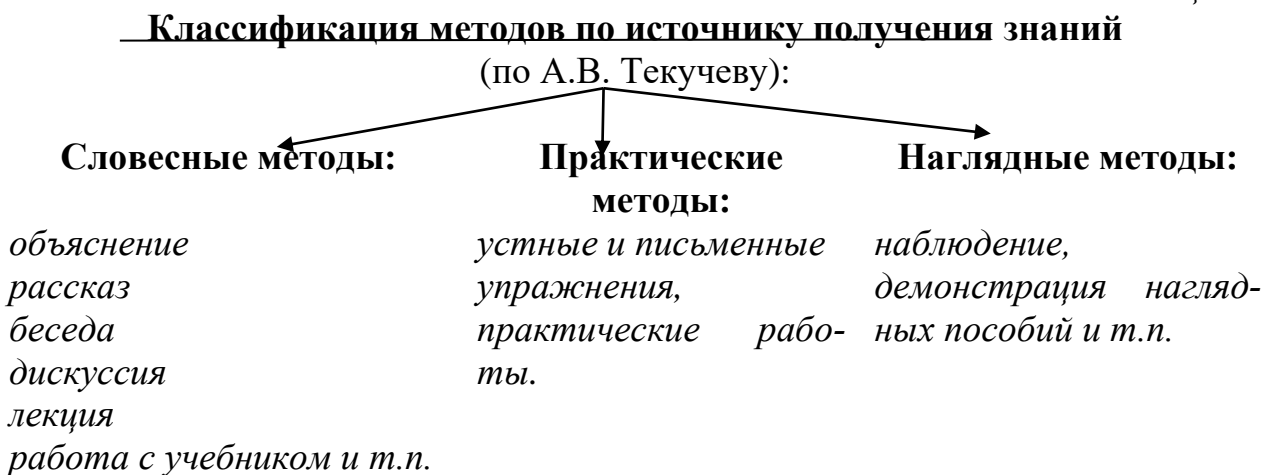 Классификация методов по источнику получения знаний
(по А.В. Текучеву):
Словесные методы:
объяснение
рассказ
беседа
дискуссия
лекция
работа с учебником и т.п.
Практические
методы:
устные и письменные
упражнения,
практические рабо-
ты.
Наглядные методы:
наблюдение,
демонстрация нагляд-
ных пособий и т.п.